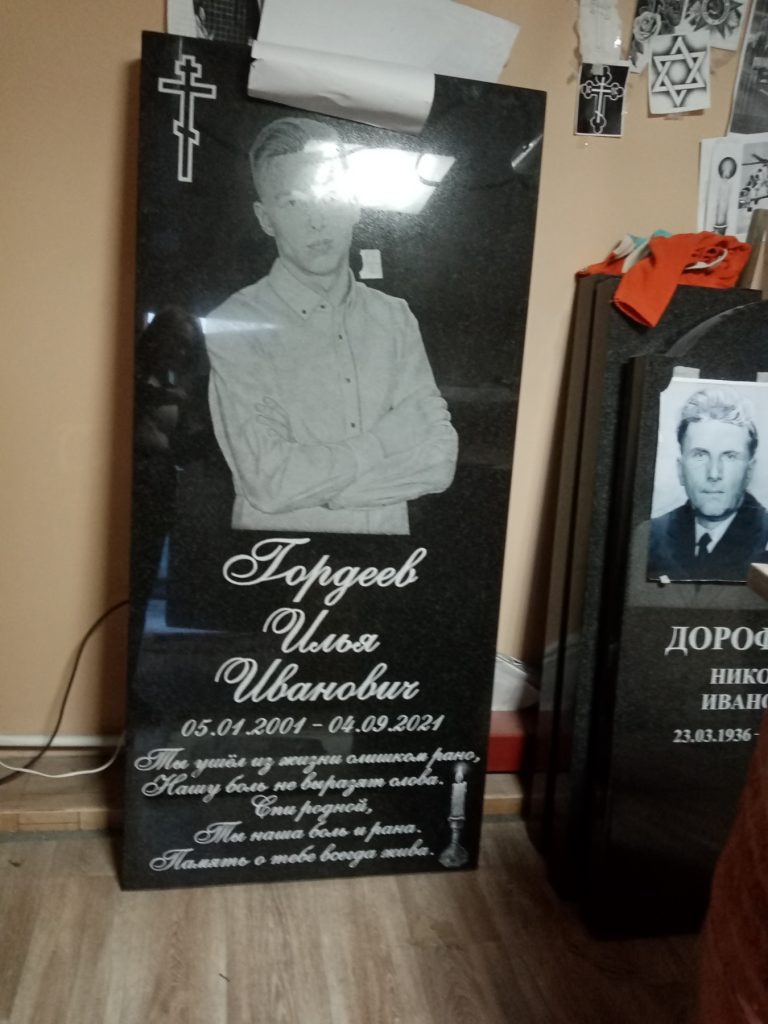 Гордеев
Илья
Иванович
05.01.2001 - 04.09.2021
Ты ушёл из жизни слишком рано,
Нашу боль не выразят слова.
Спи родной,
Ты наша боль и рана.
Память о тебе всегда жива.
ДОРОФ
НИКО
ИВАНО
23.03.1936 -